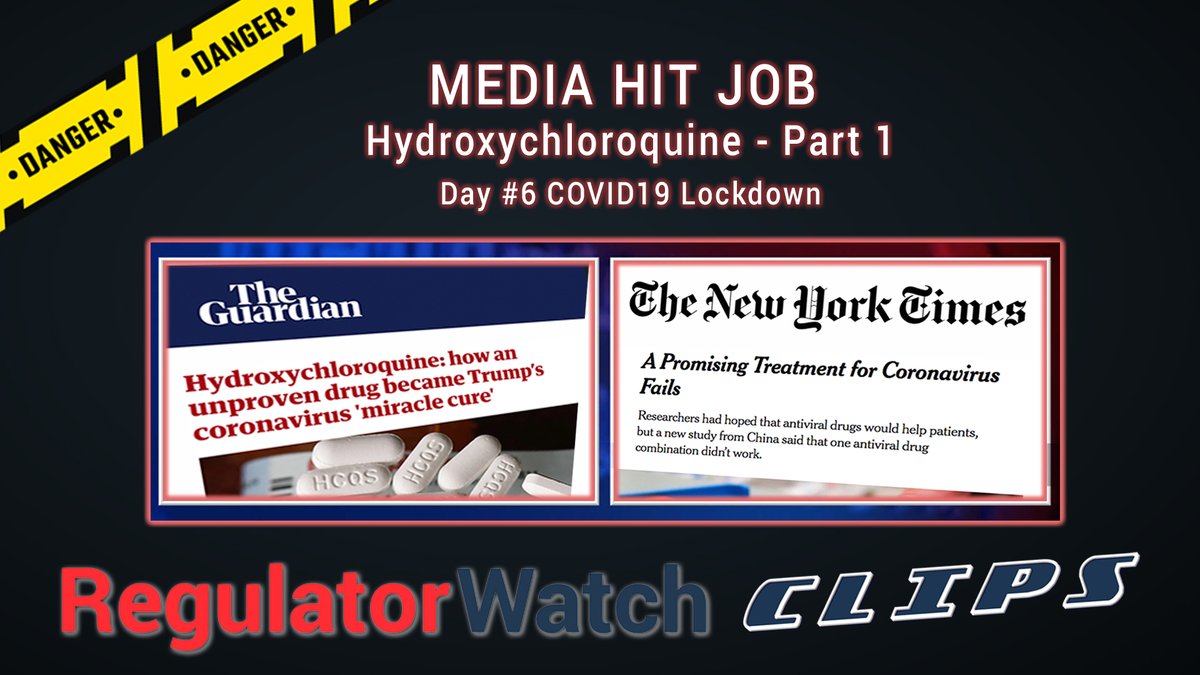 • DANGER •
• DANGER •
MEDIA HIT JOB
Hydroxychloroquine - Part 1
Day #6 COVID19 Lockdown
The
Guardian
Hydroxychloroquine: how an
unproven drug became Trump's
coronavirus 'miracle cure'
HCQS
HCQS
HCQS
The New York Times
A Promising Treatment for Coronavirus
Fails
Researchers had hoped that antiviral drugs would help patients,
but a new study from China said that one antiviral drug
combination didn't work.
RegulatorWatch CLIPS